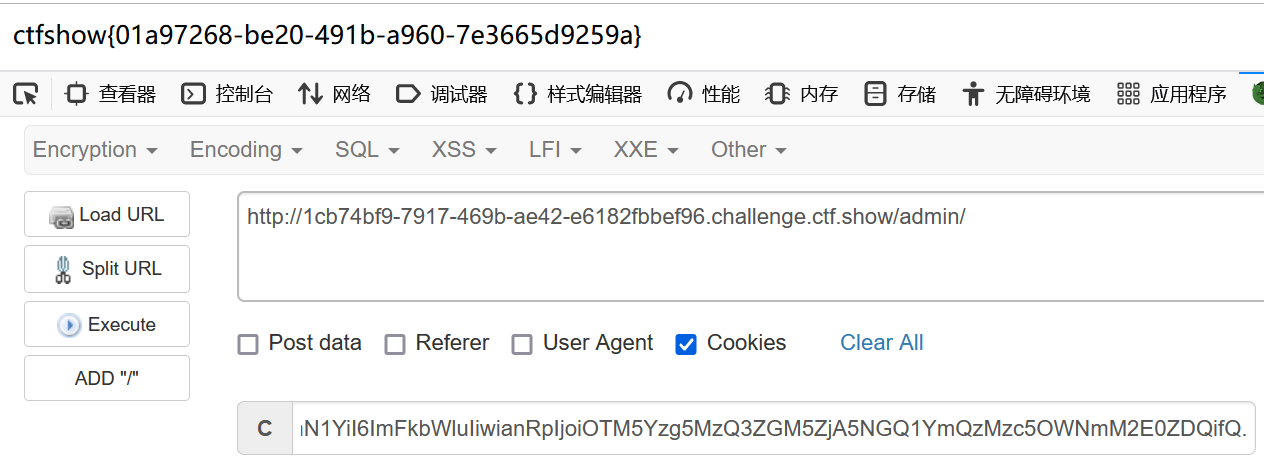 ctfshow{01a97268-be20-491b-a960-7e3665d9259a}
查看器 控制台 网络 调试器 样式编辑器 性能 内存 存储 无障碍环境 应用程序
Encryption Encoding SQL XSS LFI XXE Other
Load URL
http://1cb74bf9-7917-469b-ae42-e6182fbbef96.challenge.ctf.show/admin/
Split URL
Execute
Post data Referer User Agent Cookies Clear All
ADD "/"
C N1YiI6ImFkbWluIiwianRpIjoiOTM5Yzg5MzQ3ZGM5ZjA5NGQ1YmQzMzc5OWNmM2E0ZDQifQ.